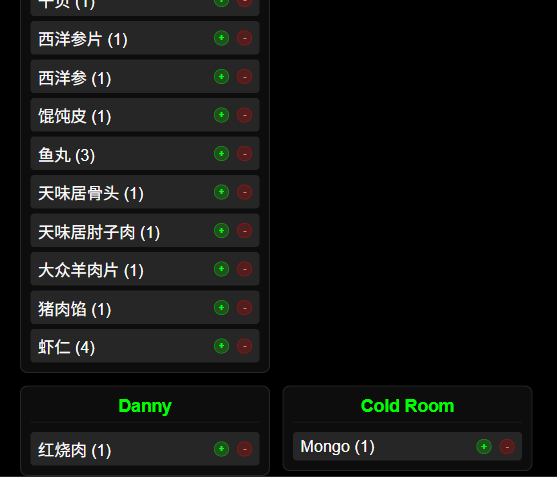 西洋参片 (1) + -
西洋参 (1) + -
馄饨皮 (1) + -
鱼丸 (3) + -
天味居骨头 (1) + -
天味居肘子肉 (1) + -
大众羊肉片 (1) + -
猪肉馅 (1) + -
虾仁 (4) + -
Danny
红烧肉 (1) + -
Cold Room
Mongo (1) + -